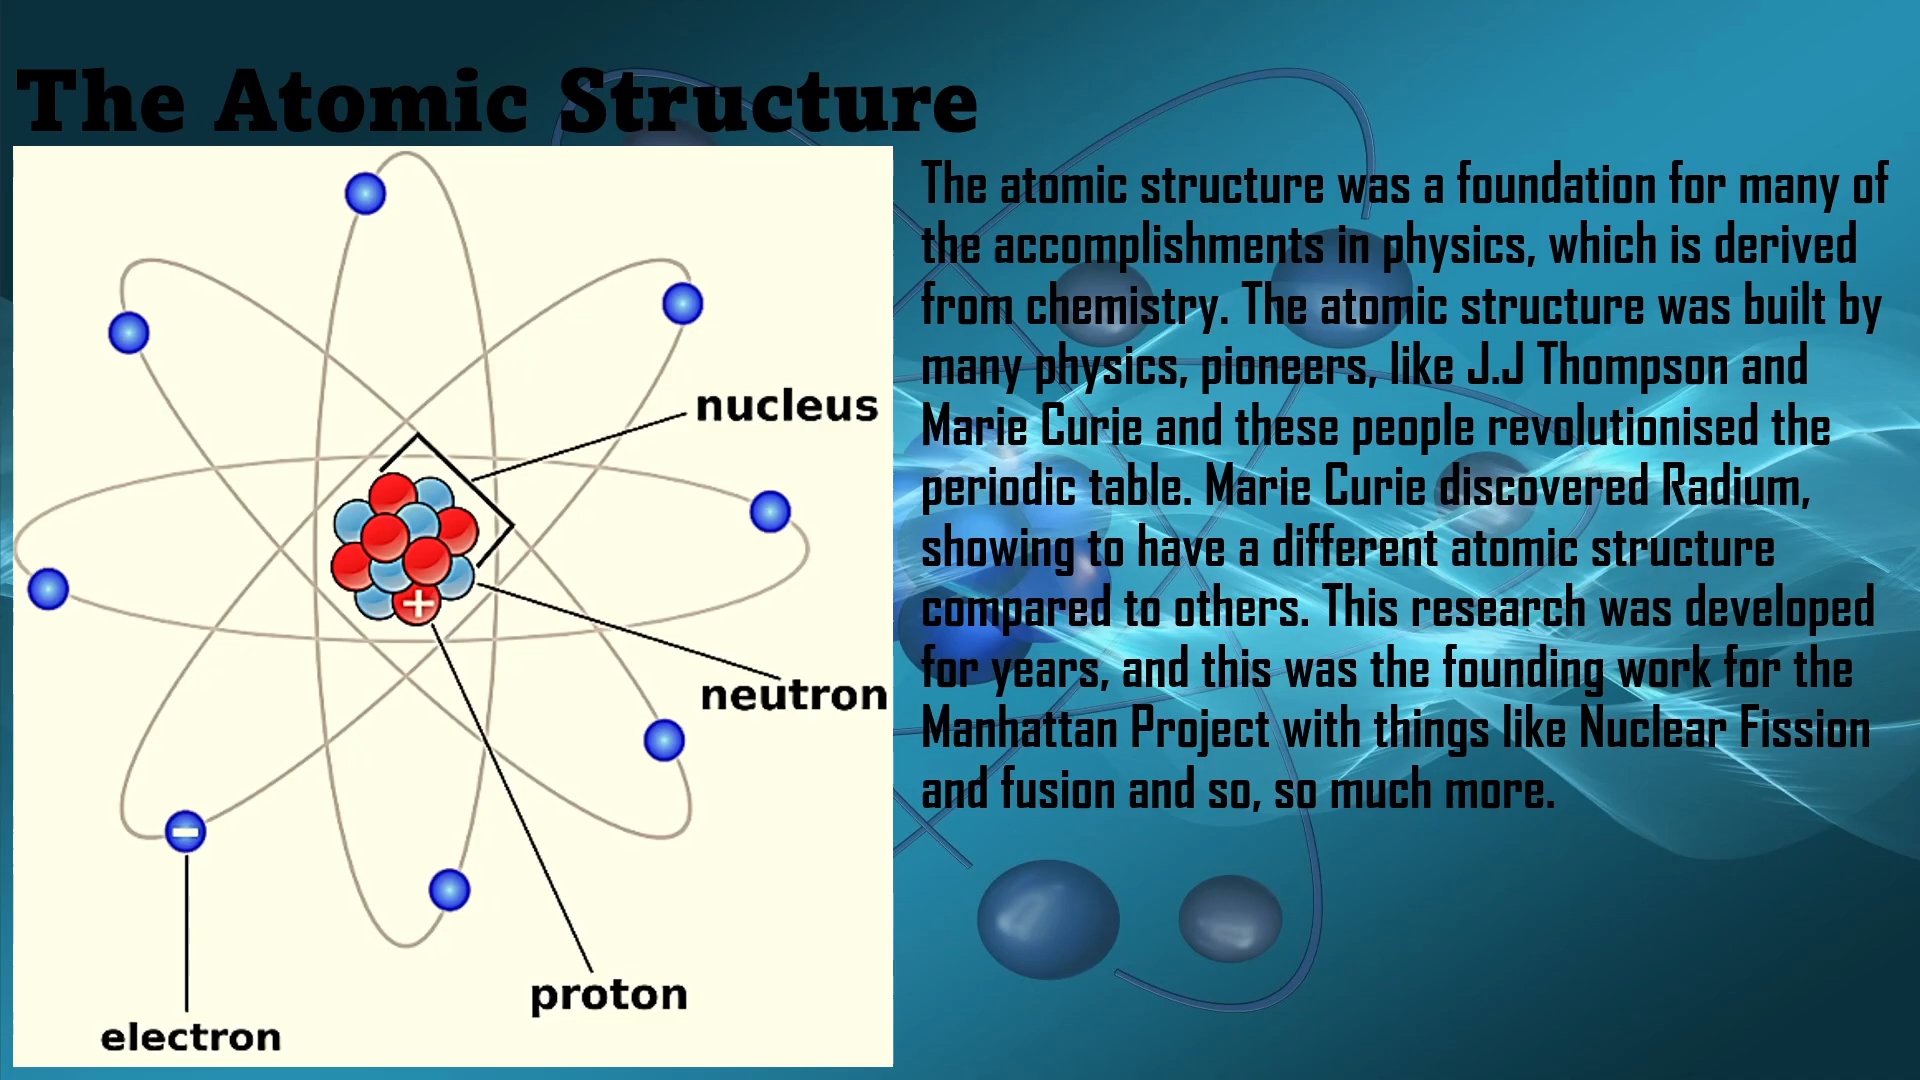 The Atomic Structure
nucleus
neutron
proton
electron
+
−
The atomic structure was a foundation for many of
the accomplishments in physics, which is derived
from chemistry. The atomic structure was built by
many physics, pioneers, like J.J Thompson and
Marie Curie and these people revolutionised the
periodic table. Marie Curie discovered Radium,
showing to have a different atomic structure
compared to others. This research was developed
for years, and this was the founding work for the
Manhattan Project with things like Nuclear Fission
and fusion and so, so much more.